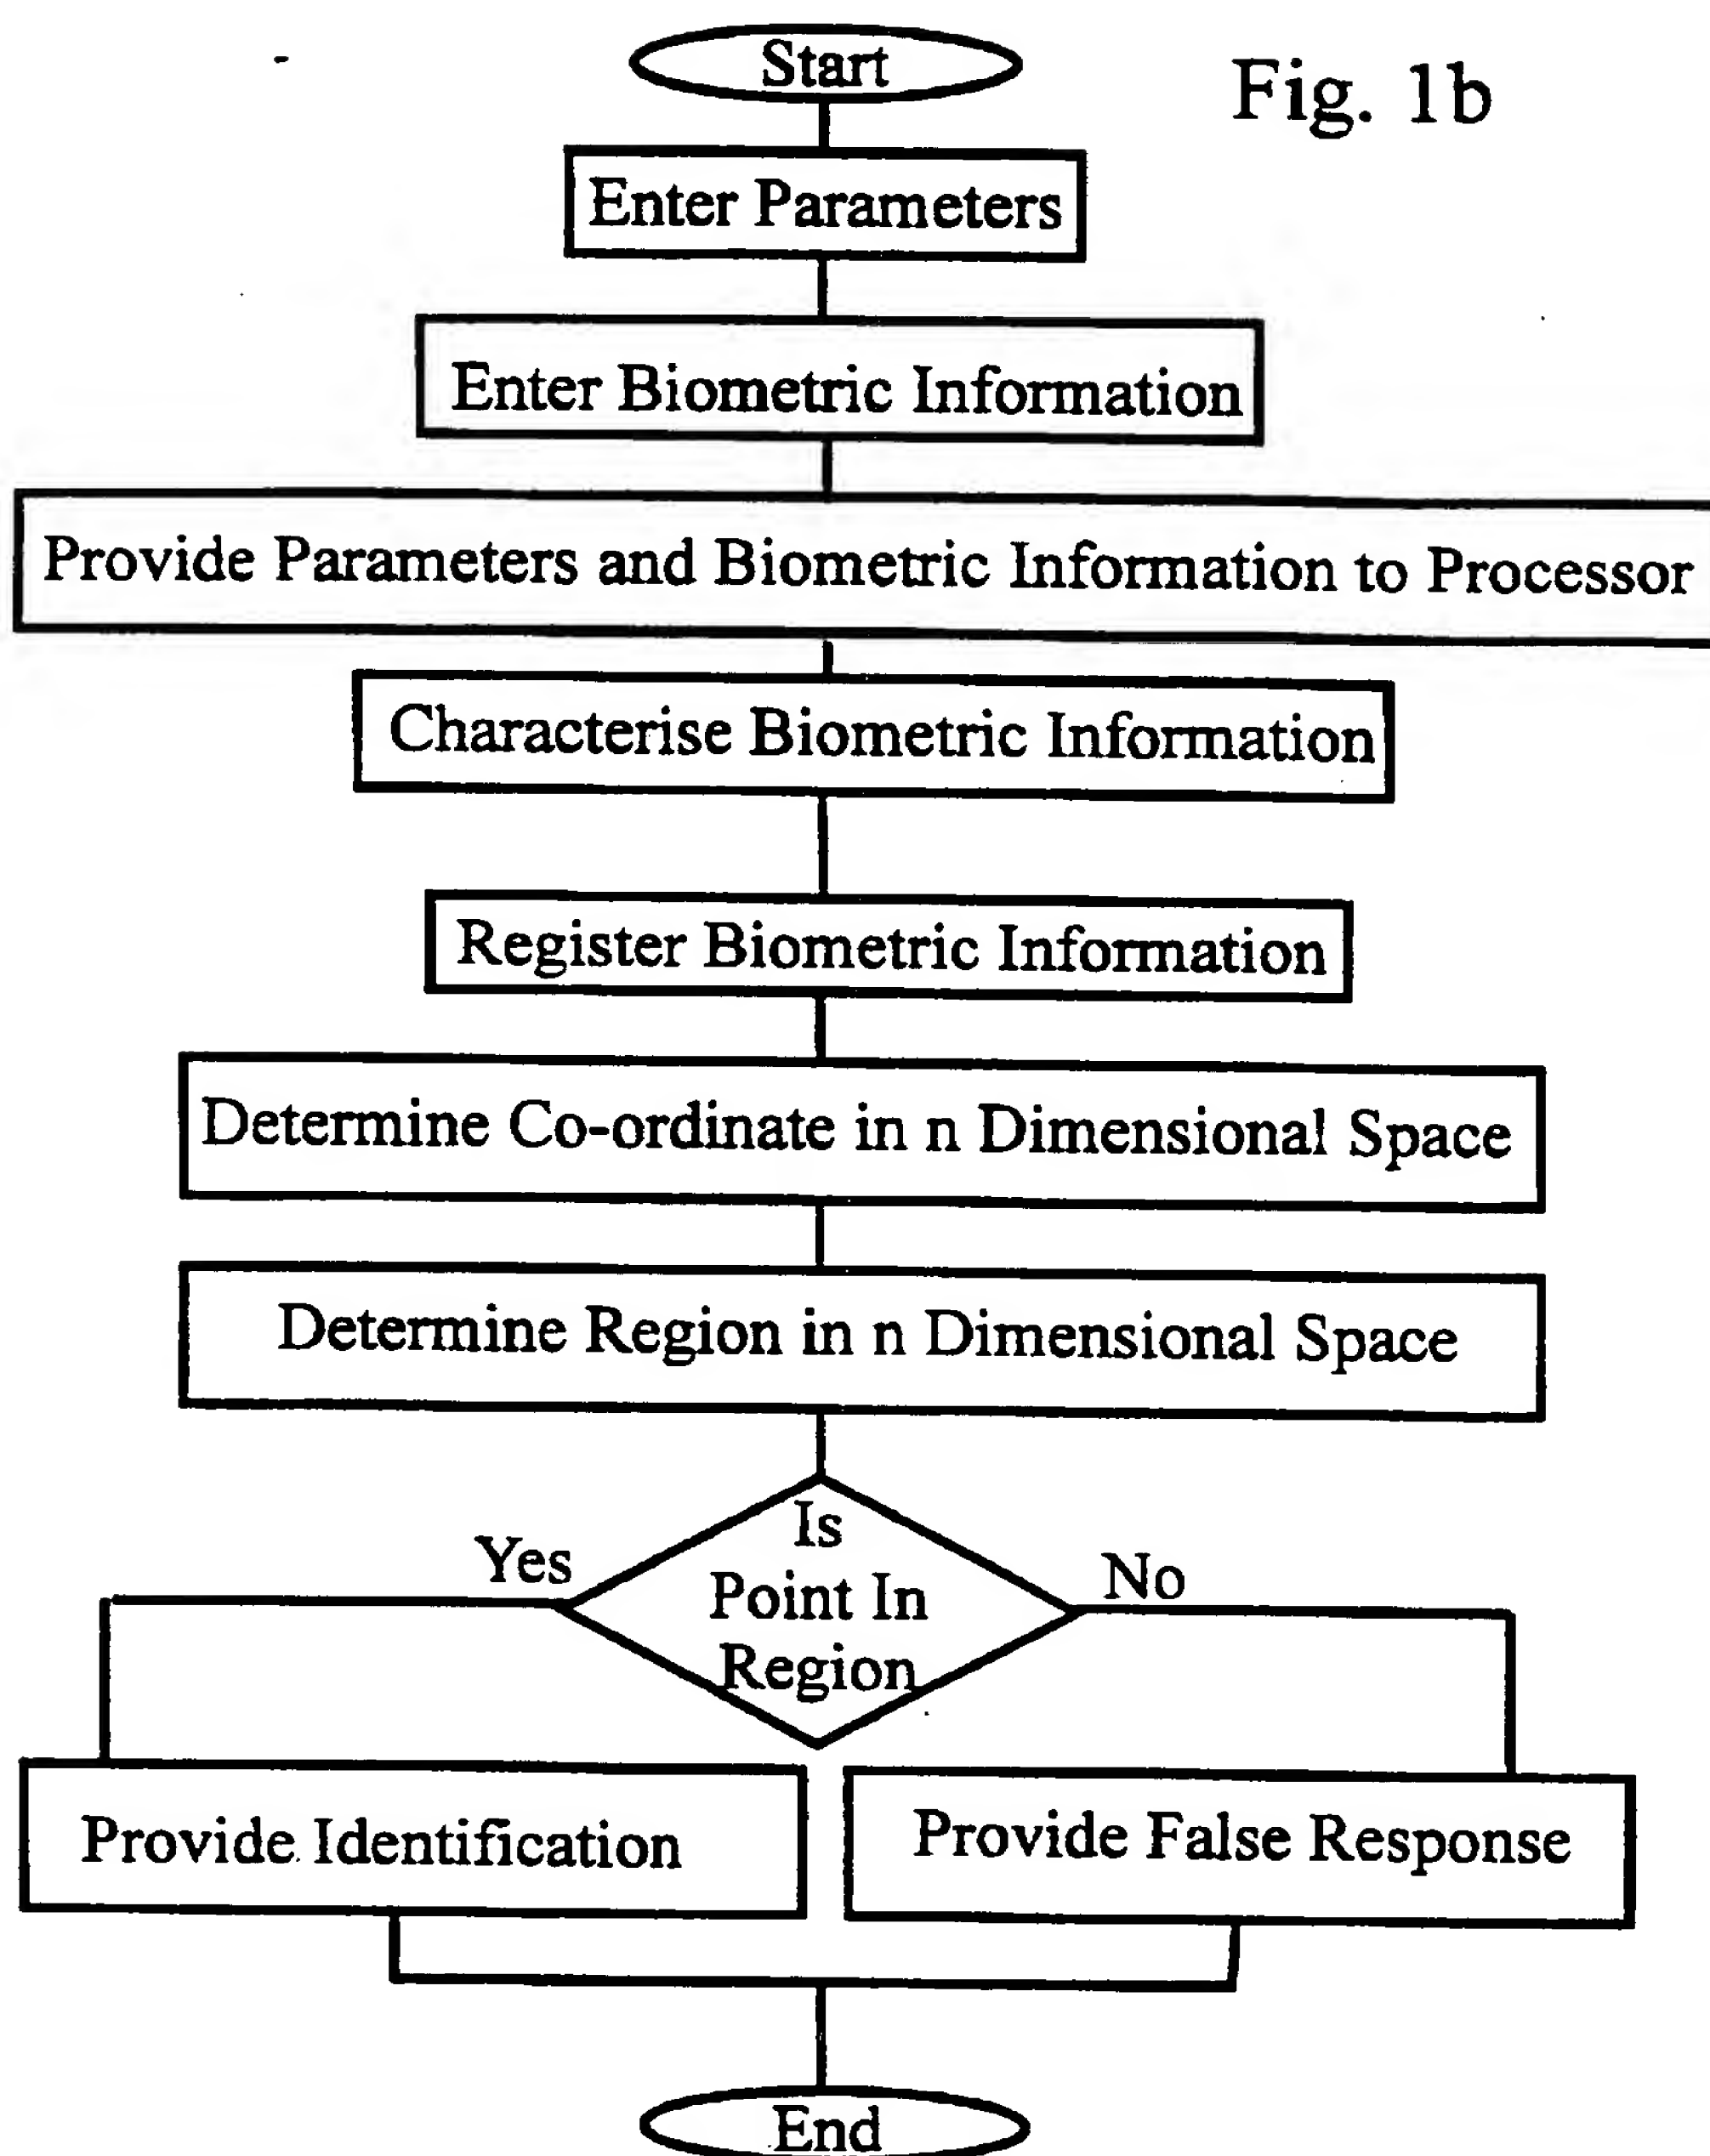 Start
Fig. 1b
Enter Parameters
Enter Biometric Information
Provide Parameters and Biometric Information to Processor
Characterise Biometric Information
Register Biometric Information
Determine Co-ordinate in n Dimensional Space
Determine Region in n Dimensional Space
Is
Point In
Region
Yes
No
Provide Identification
Provide False Response
End